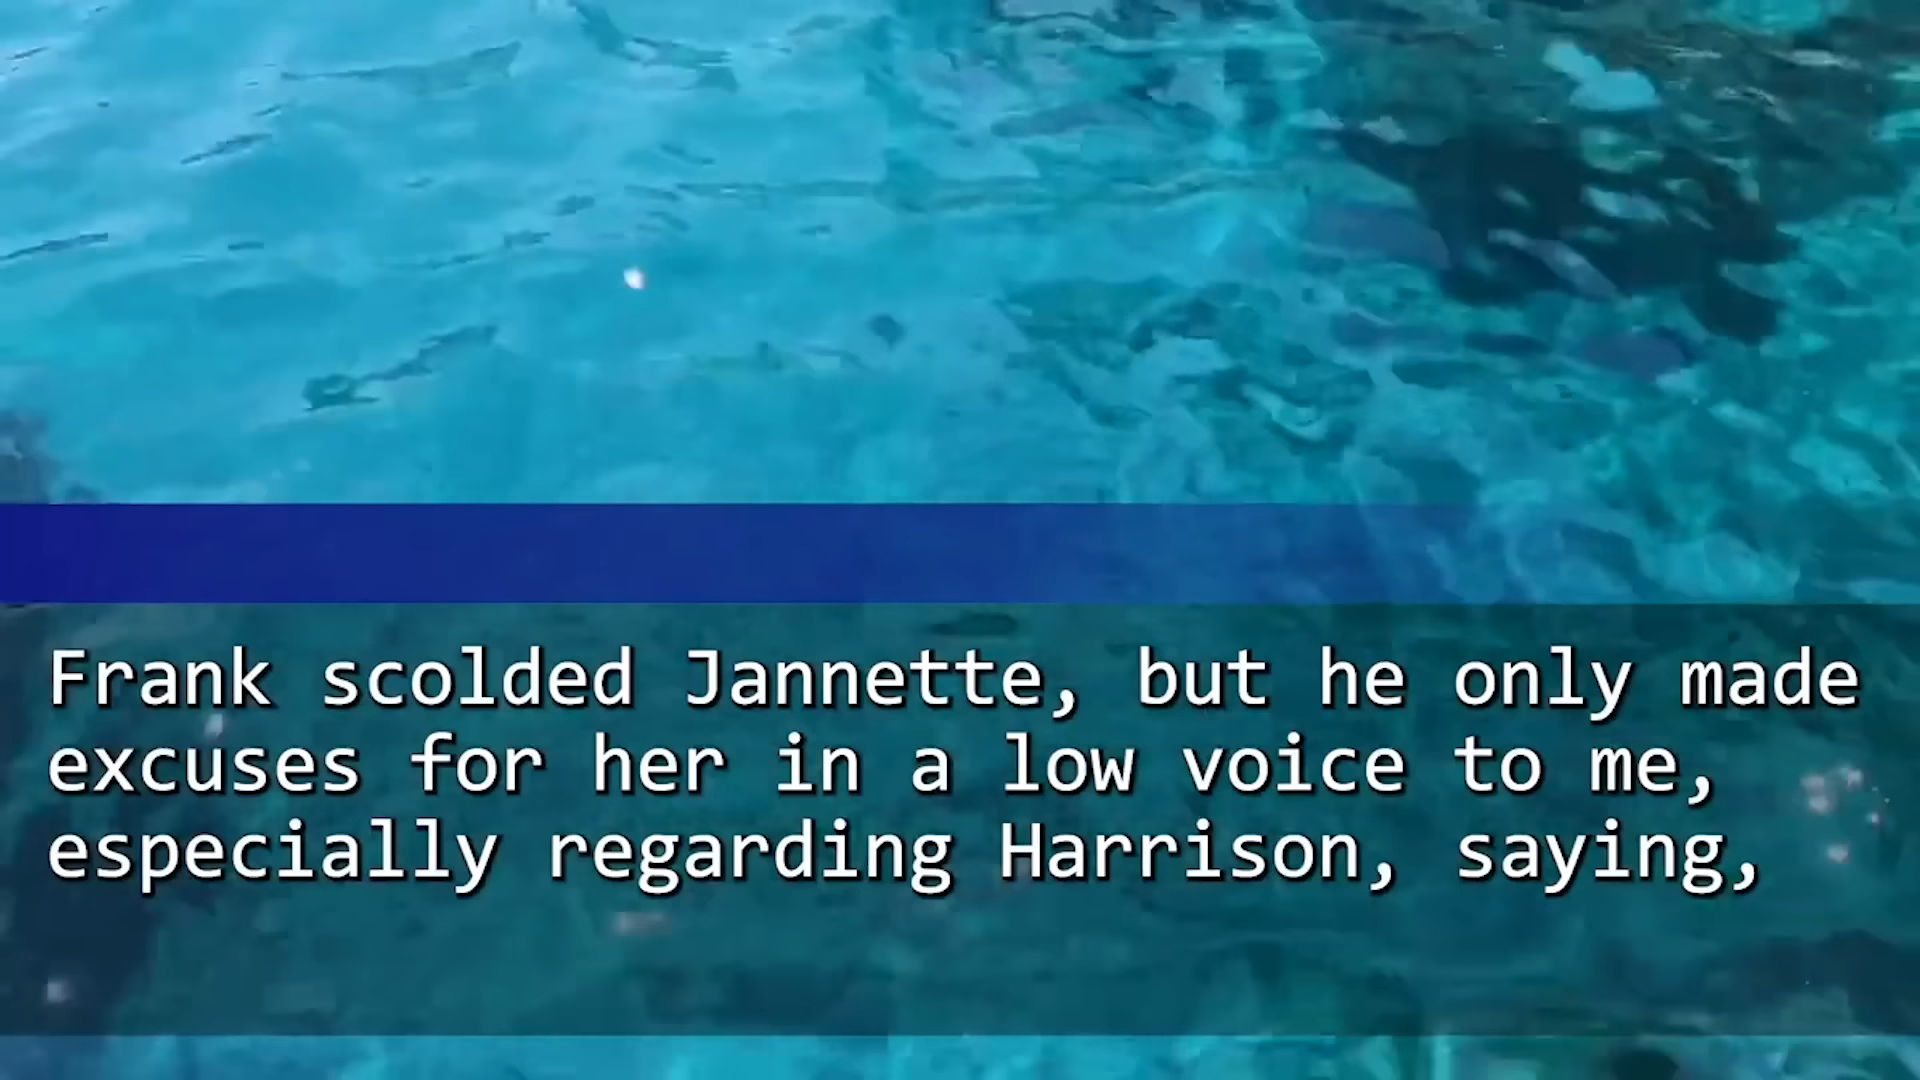 Frank scolded Jannette, but he only made
excuses for her in a low voice to me,
especially regarding Harrison, saying,